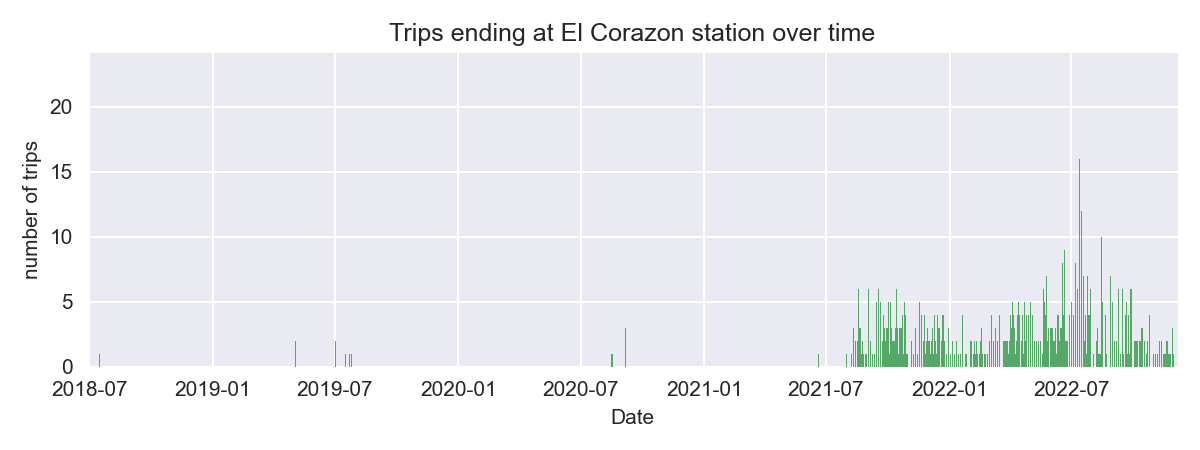 Trips ending at El Corazon station over time
number of trips
20
15
10
5
0
2018-07 2019-01 2019-07 2020-01 2020-07 2021-01 2021-07 2022-01 2022-07
Date